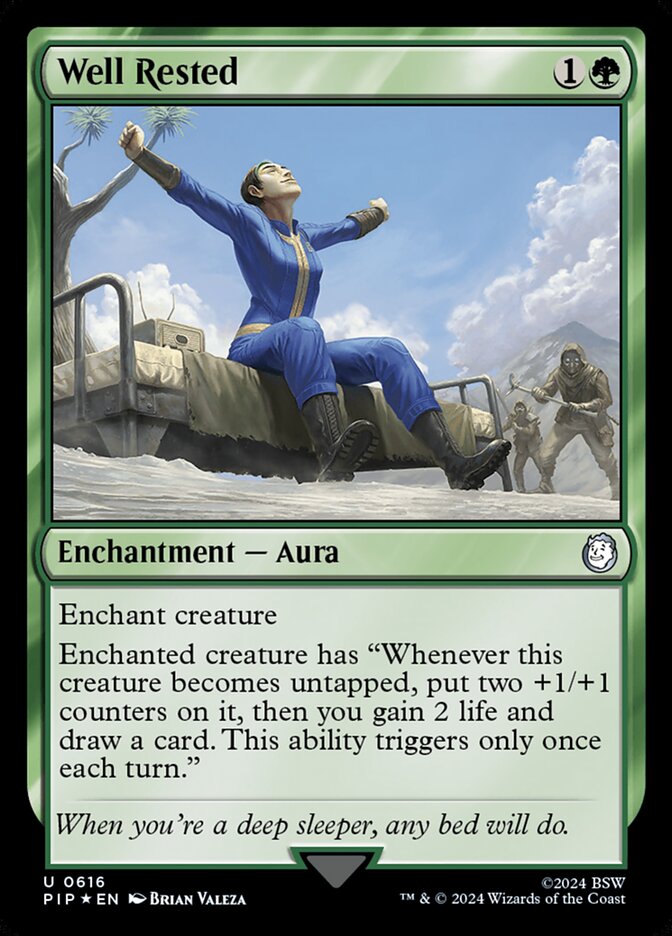 Well Rested 1
Enchantment — Aura
Enchant creature
Enchanted creature has “Whenever this
creature becomes untapped, put two +1/+1
counters on it, then you gain 2 life and
draw a card. This ability triggers only once
each turn.”
When you’re a deep sleeper, any bed will do.
U 0616
PIP ★ EN Brian Valeza
©2024 BSW
™ & © 2024 Wizards of the Coast